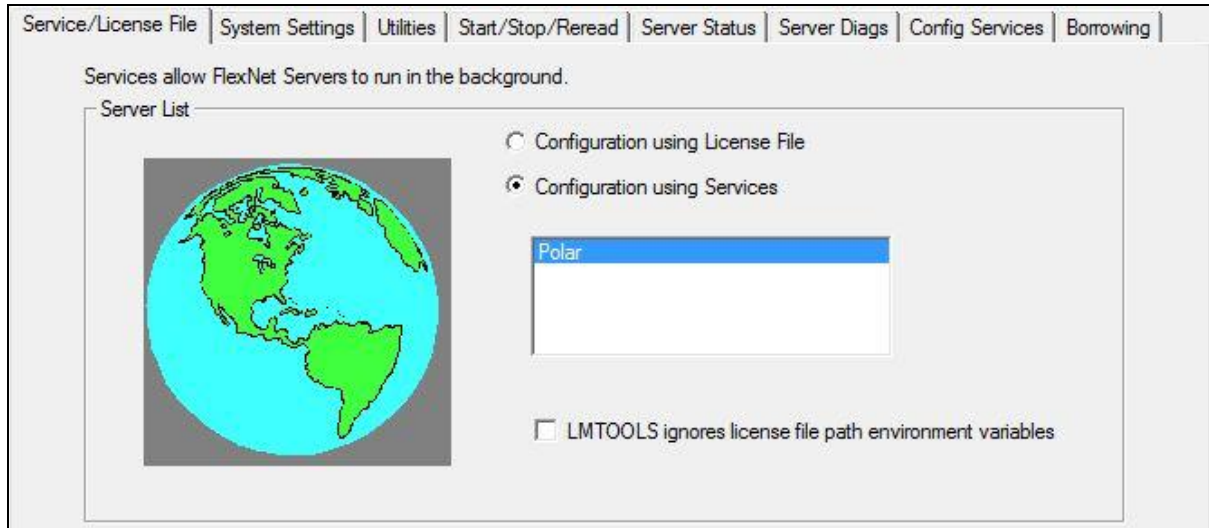 Service/License File System Settings Utilities Start/Stop/Reread Server Status Server Diags Config Services Borrowing
Services allow FlexNet Servers to run in the background.
Server List
Configuration using License File
Configuration using Services
Polar
LMTOOLS ignores license file path environment variables